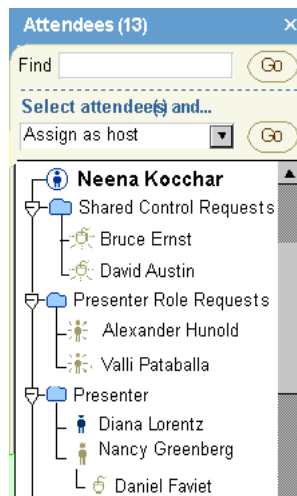 Attendees (13) ×
Find Go
Select attendee(s) and...
Assign as host Go
Neena Kocchar
Shared Control Requests
Bruce Ernst
David Austin
Presenter Role Requests
Alexander Hunold
Valli Pataballa
Presenter
Diana Lorentz
Nancy Greenberg
Daniel Faviet